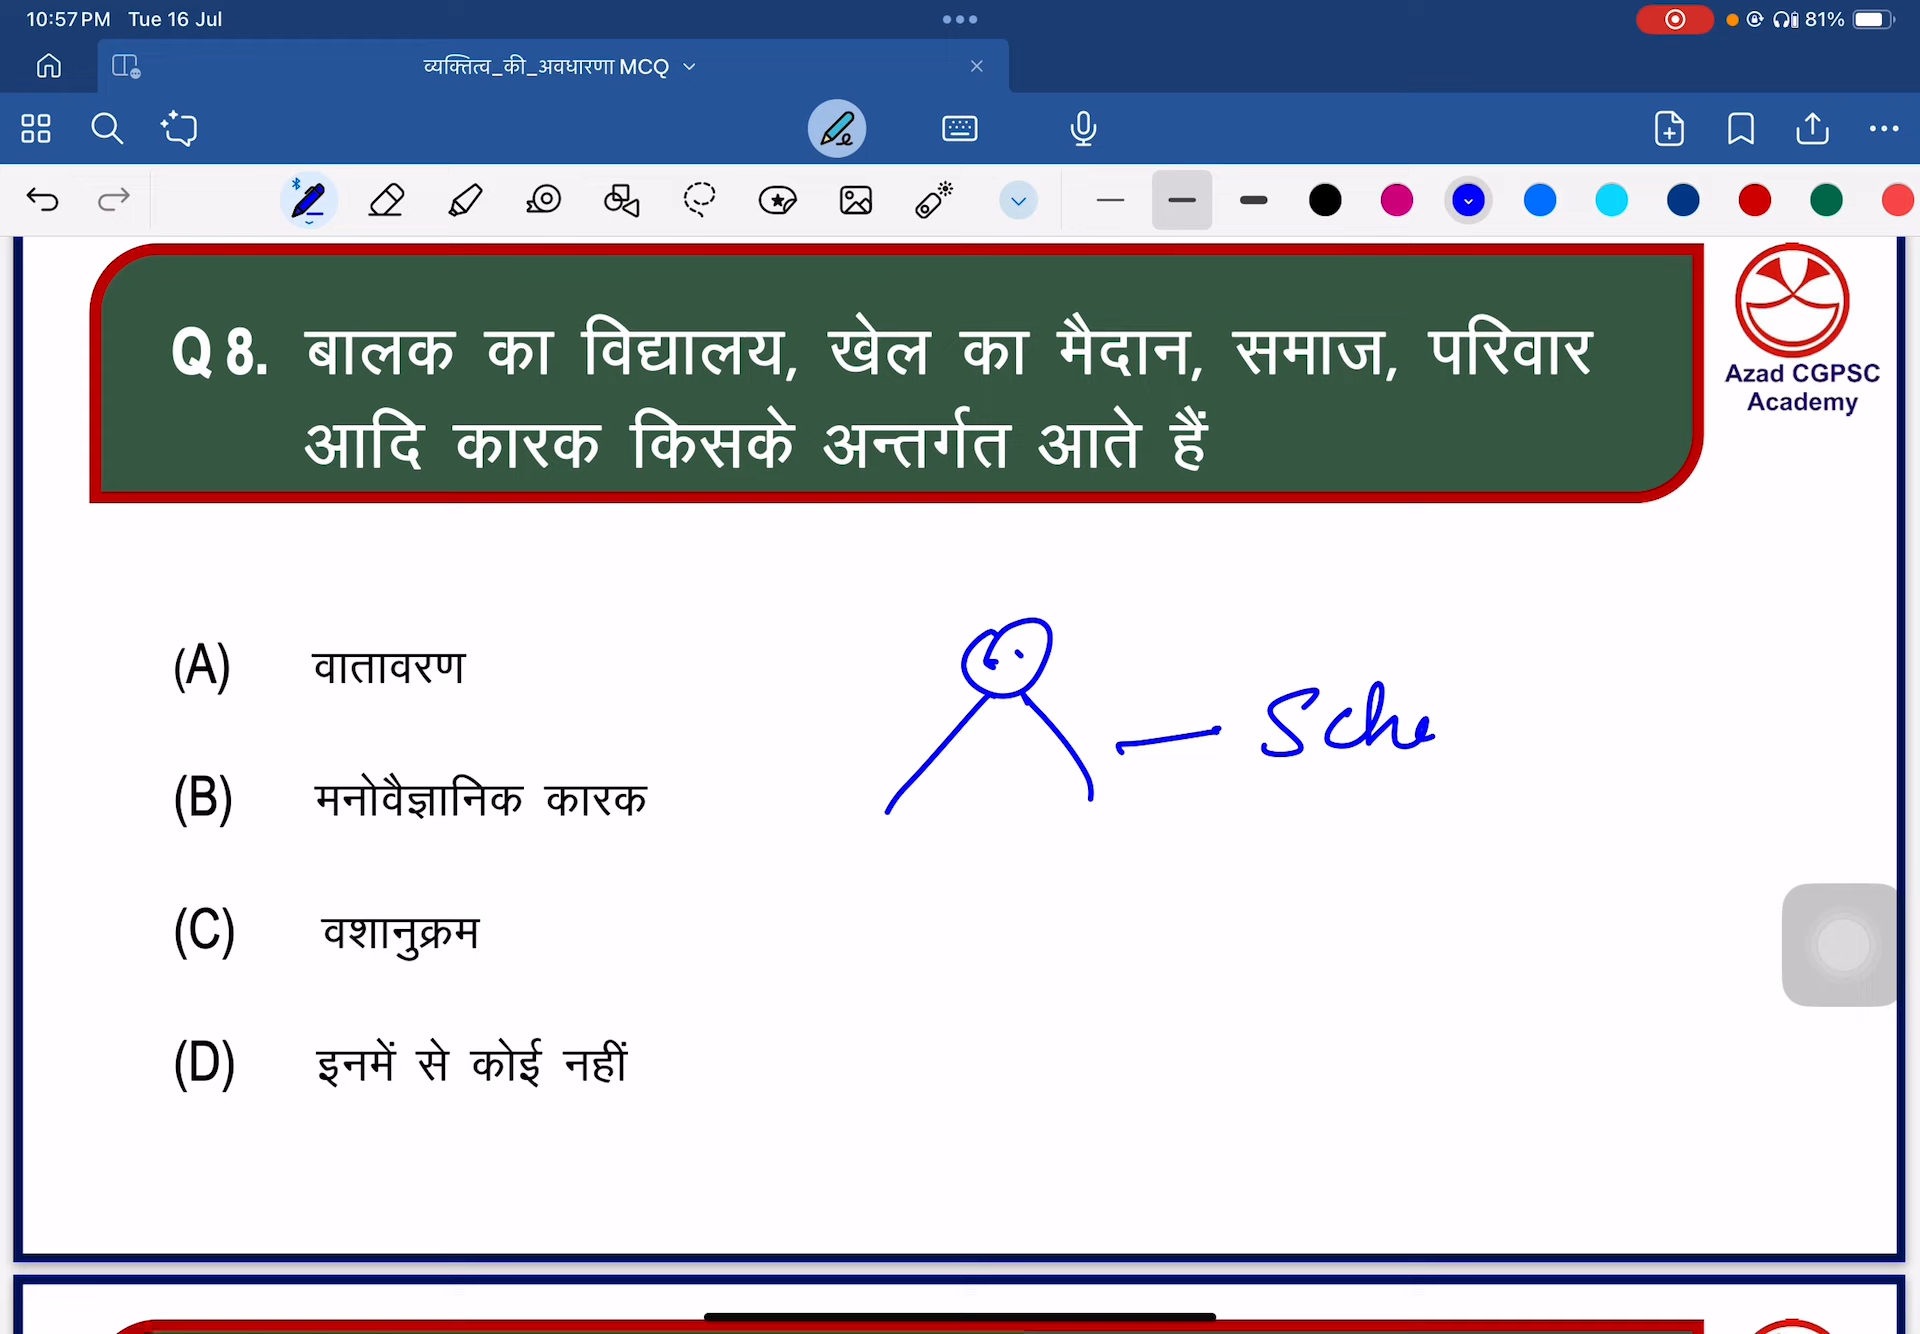 10:57 PM Tue 16 Jul
81%
व्यक्तित्व_की_अवधारणा MCQ
Q 8. बालक का विद्यालय, खेल का मैदान, समाज, परिवार
आदि कारक किसके अन्तर्गत आते हैं
Azad CGPSC
Academy
(A) वातावरण
(B) मनोवैज्ञानिक कारक
(C) वशानुक्रम
(D) इनमें से कोई नहीं